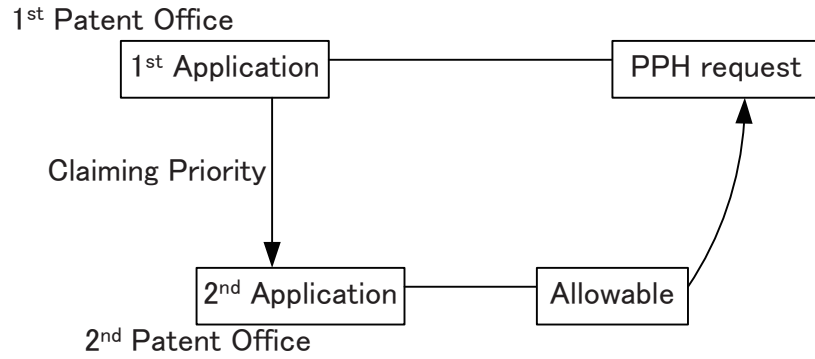 1st Patent Office
1st Application
PPH request
Claiming Priority
2nd Application
Allowable
2nd Patent Office